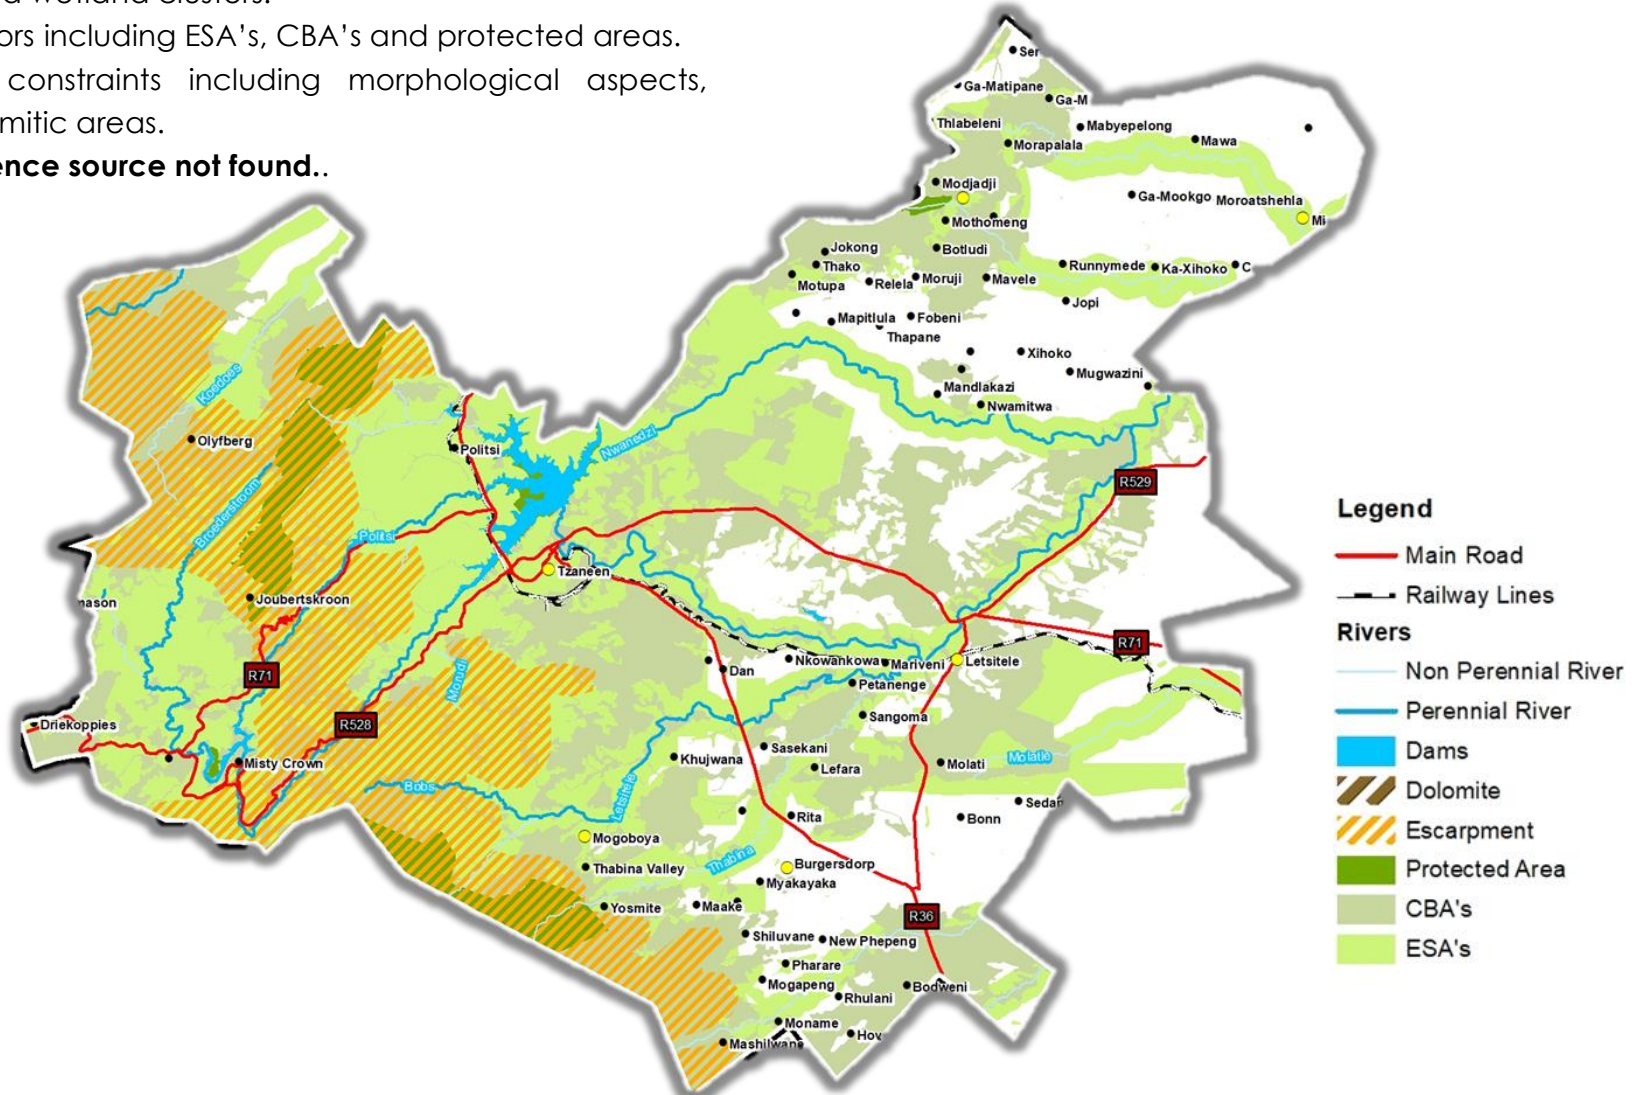 a wetland clusters.
ors including ESA's, CBA's and protected areas.
constraints including morphological aspects,
mitic areas.
ence source not found..
Ser
Ga-Matipane
Ga-M
Thlabeleni
Mabyepelong
Morapalala
Mawa
Modjadji
Ga-Mookgo
Moroatshehla
Mothomeng
Mi
Jokong
Botludi
Thako
Runnymede
Ka-Xihoko
C
Motupa
Relela
Moruji
Mavele
Jopi
Mapitlula
Fobeni
Thapane
Xihoko
Mugwazini
Koedoes
Mandlakazi
Nwamitwa
Olyfberg
Politsi
Nwanedzi
R529
Broederstroom
Politsi
Tzaneen
mason
Joubertskroon
R71
R71
Dan
Nkowankowa
Mariveni
Letsitele
Morudi
Petanenge
R528
Driekoppies
Sangoma
Misty Crown
Khujwana
Sasekani
Lefara
Molati
Molatle
Bobs
Letsitele
Rita
Sedan
Bonn
Mogoboya
Thabina
Burgersdorp
Thabina Valley
Myakayaka
Yosmite
Maake
R36
Shiluvane
New Phepeng
Pharare
Mogapeng
Rhulani
Bodweni
Moname
Hov
Mashilwane
Legend
Main Road
Railway Lines
Rivers
Non Perennial River
Perennial River
Dams
Dolomite
Escarpment
Protected Area
CBA's
ESA's